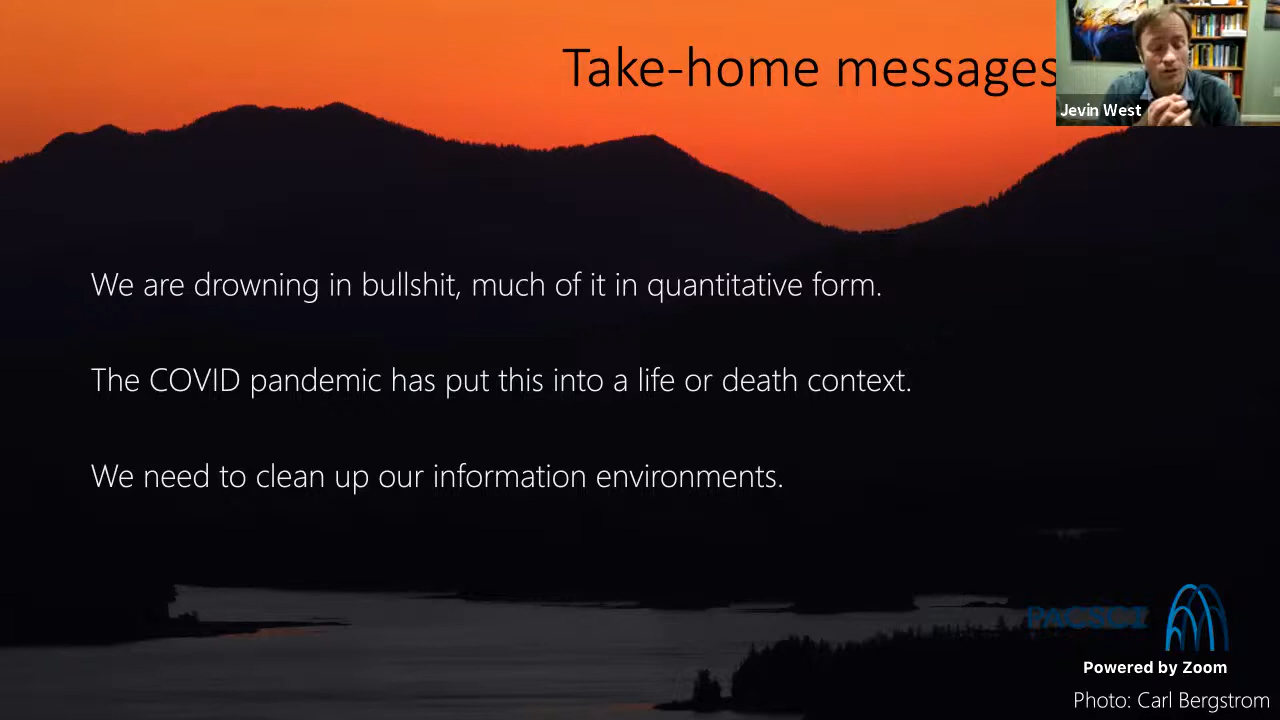 Take-home messages
Jevin West
We are drowning in bullshit, much of it in quantitative form.
The COVID pandemic has put this into a life or death context.
We need to clean up our information environments.
PACSCI
Powered by Zoom
Photo: Carl Bergstrom